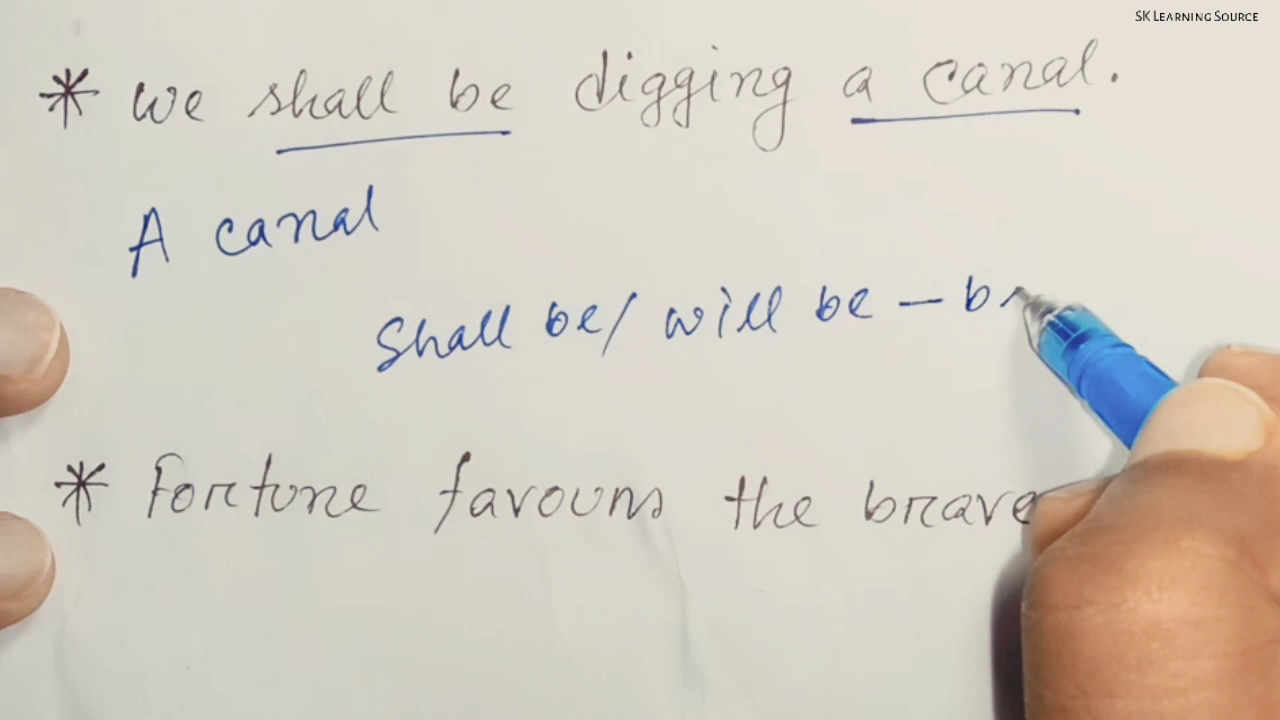 SK LEARNING SOURCE
* We shall be digging a canal.
A canal
Shall be/ will be —
* Fortune favours the brave